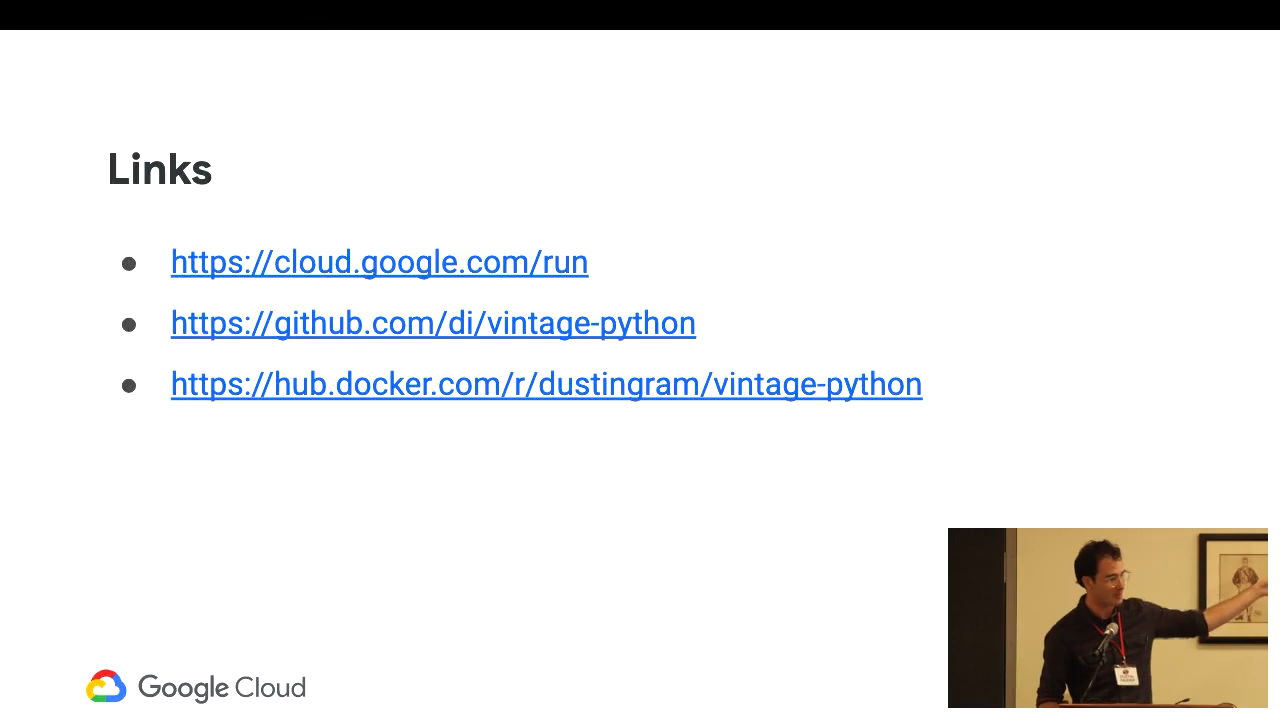 Links
https://cloud.google.com/run
https://github.com/di/vintage-python
https://hub.docker.com/r/dustingram/vintage-python
Google Cloud